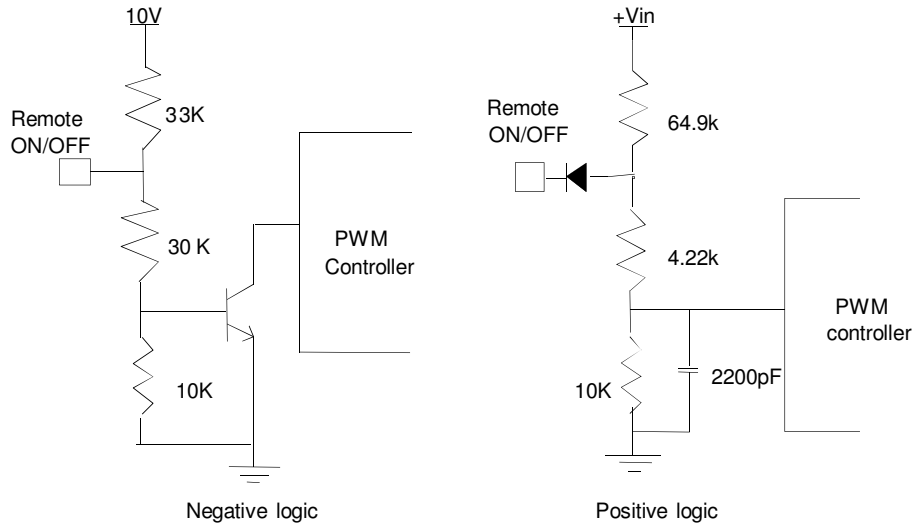 10V
33K
Remote
ON/OFF
30 K
PWM
Controller
10K
Negative logic
+Vin
Remote
ON/OFF
64.9k
4.22k
PWM
controller
10K
2200pF
Positive logic